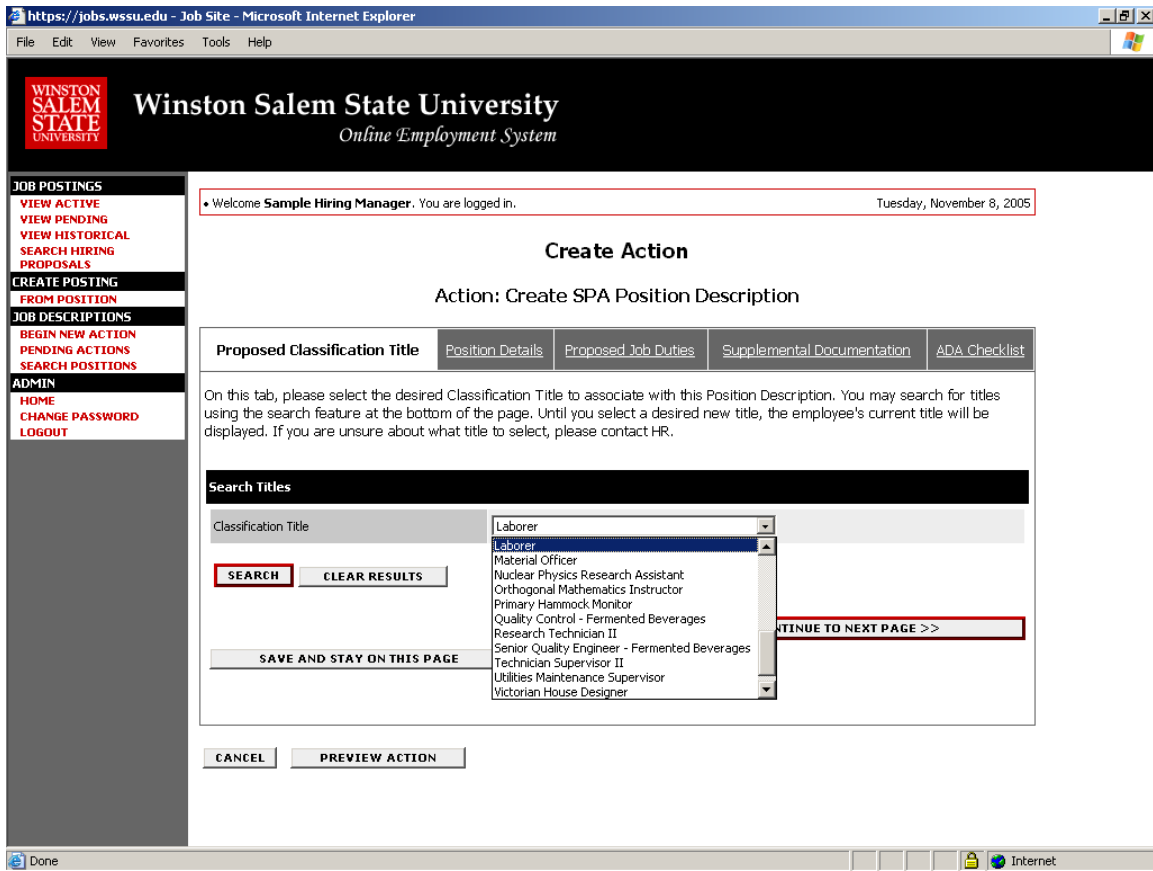 https://jobs.wssu.edu - Job Site - Microsoft Internet Explorer
File Edit View Favorites Tools Help
WINSTON
SALEM
STATE
UNIVERSITY
Winston Salem State University
Online Employment System
JOB POSTINGS
VIEW ACTIVE
VIEW PENDING
VIEW HISTORICAL
SEARCH HIRING
PROPOSALS
CREATE POSTING
FROM POSITION
JOB DESCRIPTIONS
BEGIN NEW ACTION
PENDING ACTIONS
SEARCH POSITIONS
ADMIN
HOME
CHANGE PASSWORD
LOGOUT
• Welcome Sample Hiring Manager. You are logged in. Tuesday, November 8, 2005
Create Action
Action: Create SPA Position Description
Proposed Classification Title Position Details Proposed Job Duties Supplemental Documentation ADA Checklist
On this tab, please select the desired Classification Title to associate with this Position Description. You may search for titles
using the search feature at the bottom of the page. Until you select a desired new title, the employee's current title will be
displayed. If you are unsure about what title to select, please contact HR.
Search Titles
Classification Title Laborer
Laborer
Material Officer
Nuclear Physics Research Assistant
Orthogonal Mathematics Instructor
Primary Hammock Monitor
Quality Control - Fermented Beverages
Research Technician II
Senior Quality Engineer - Fermented Beverages
Technician Supervisor II
Utilities Maintenance Supervisor
Victorian House Designer
SEARCH CLEAR RESULTS
TINUE TO NEXT PAGE >>
SAVE AND STAY ON THIS PAGE
CANCEL PREVIEW ACTION
Done Internet